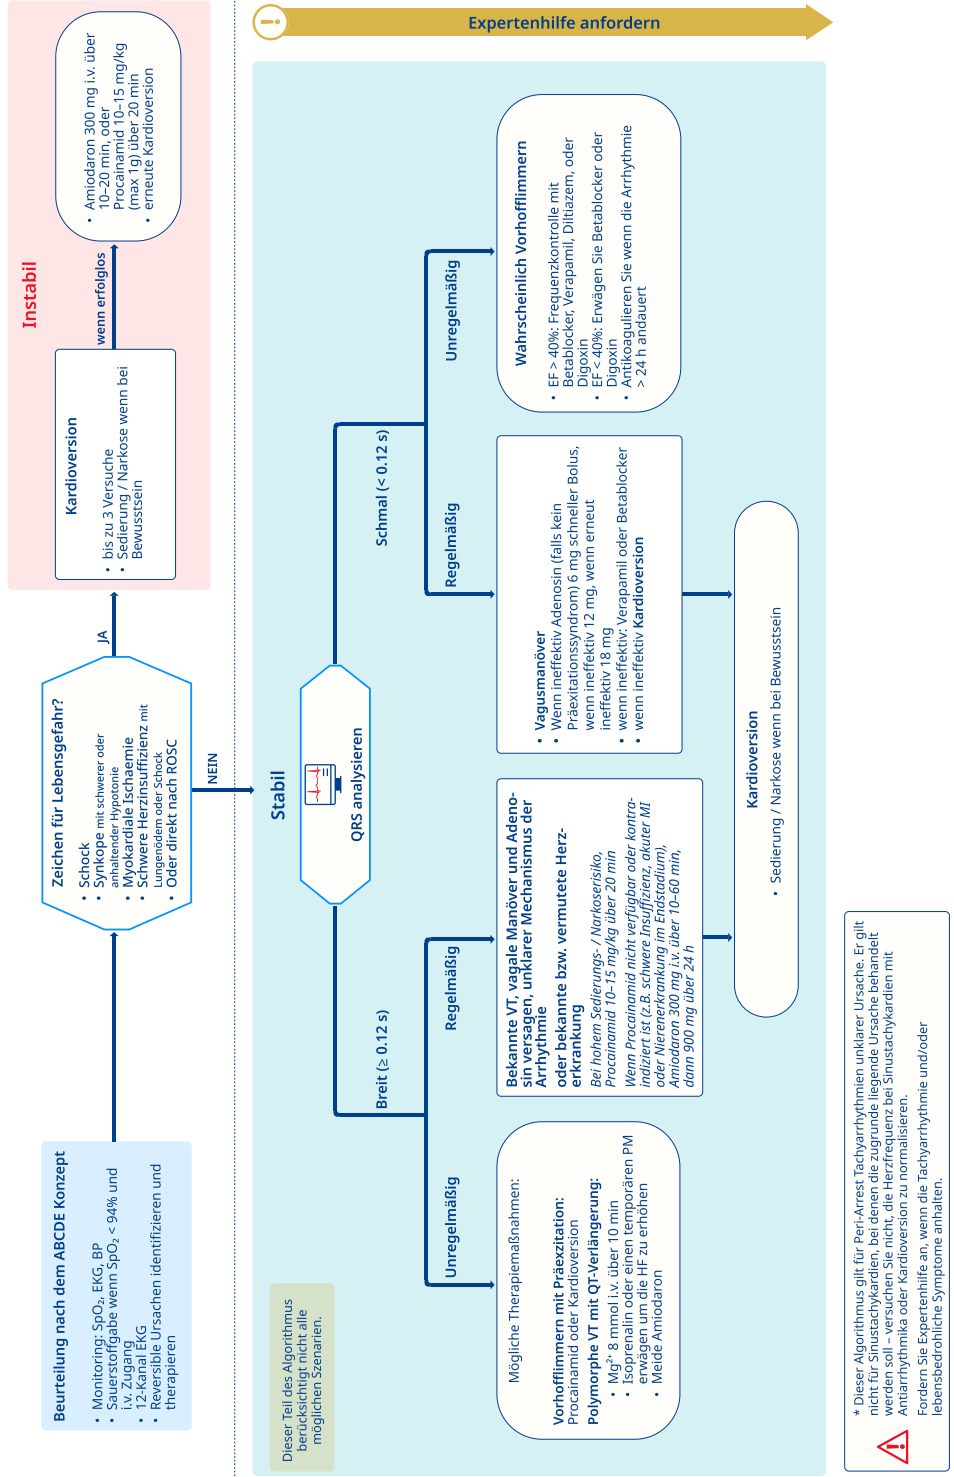 Beurteilung nach dem ABCDE Konzept
• Monitoring: SpO₂, EKG, BP
• Sauerstoffgabe wenn SpO₂ < 94% und
i.v. Zugang
• 12-Kanal EKG
• Reversible Ursachen identifizieren und
therapieren
Zeichen für Lebensgefahr?
• Schock
• Synkope mit schwerer oder
anhaltender Hypotonie
• Myokardiale Ischaemie
• Schwere Herzinsuffizienz mit
Lungenödem oder Schock
• Oder direkt nach ROSC
JA
NEIN
Instabil
Kardioversion
• bis zu 3 Versuche
• Sedierung / Narkose wenn bei
Bewusstsein
wenn erfolglos
• Amiodaron 300 mg i.v. über
10–20 min, oder
Procainamid 10–15 mg/kg
(max 1g) über 20 min
• erneute Kardioversion
Expertenhilfe anfordern
Dieser Teil des Algorithmus
berücksichtigt nicht alle
möglichen Szenarien.
Stabil
QRS analysieren
Breit (≥ 0.12 s)
Schmal (< 0.12 s)
Unregelmäßig
Regelmäßig
Regelmäßig
Unregelmäßig
Mögliche Therapiemaßnahmen:
Vorhofflimmern mit Präexzitation:
Procainamid oder Kardioversion
Polymorphe VT mit QT-Verlängerung:
• Mg²⁺ 8 mmol i.v. über 10 min
• Isoprenalin oder einen temporären PM
erwägen um die HF zu erhöhen
• Meide Amiodaron
Bekannte VT, vagale Manöver und Adeno-
sin versagen, unklarer Mechanismus der
Arrhythmie
oder bekannte bzw. vermutete Herz-
erkrankung
Bei hohem Sedierungs- / Narkoserisiko,
Procainamid 10–15 mg/kg über 20 min
Wenn Procainamid nicht verfügbar oder kontra-
indiziert ist (z.B. schwere Insuffizienz, akuter MI
oder Nierenerkrankung im Endstadium),
Amiodaron 300 mg i.v. über 10–60 min,
dann 900 mg über 24 h
• Vagusmanöver
• Wenn ineffektiv Adenosin (falls kein
Präexitationssyndrom) 6 mg schneller Bolus,
wenn ineffektiv 12 mg, wenn erneut
ineffektiv 18 mg
• wenn ineffektiv: Verapamil oder Betablocker
• wenn ineffektiv Kardioversion
Wahrscheinlich Vorhofflimmern
• EF > 40%: Frequenzkontrolle mit
Betablocker, Verapamil, Diltiazem, oder
Digoxin
• EF < 40%: Erwägen Sie Betablocker oder
Digoxin
• Antikoagulieren Sie wenn die Arrhythmie
> 24 h andauert
Kardioversion
• Sedierung / Narkose wenn bei Bewusstsein
* Dieser Algorithmus gilt für Peri-Arrest Tachyarrhythmien unklarer Ursache. Er gilt
nicht für Sinustachykardien, bei denen die zugrunde liegende Ursache behandelt
werden soll – versuchen Sie nicht, die Herzfrequenz bei Sinustachykardien mit
Antiarrhythmika oder Kardioversion zu normalisieren.
Fordern Sie Expertenhilfe an, wenn die Tachyarrhythmie und/oder
lebensbedrohliche Symptome anhalten.